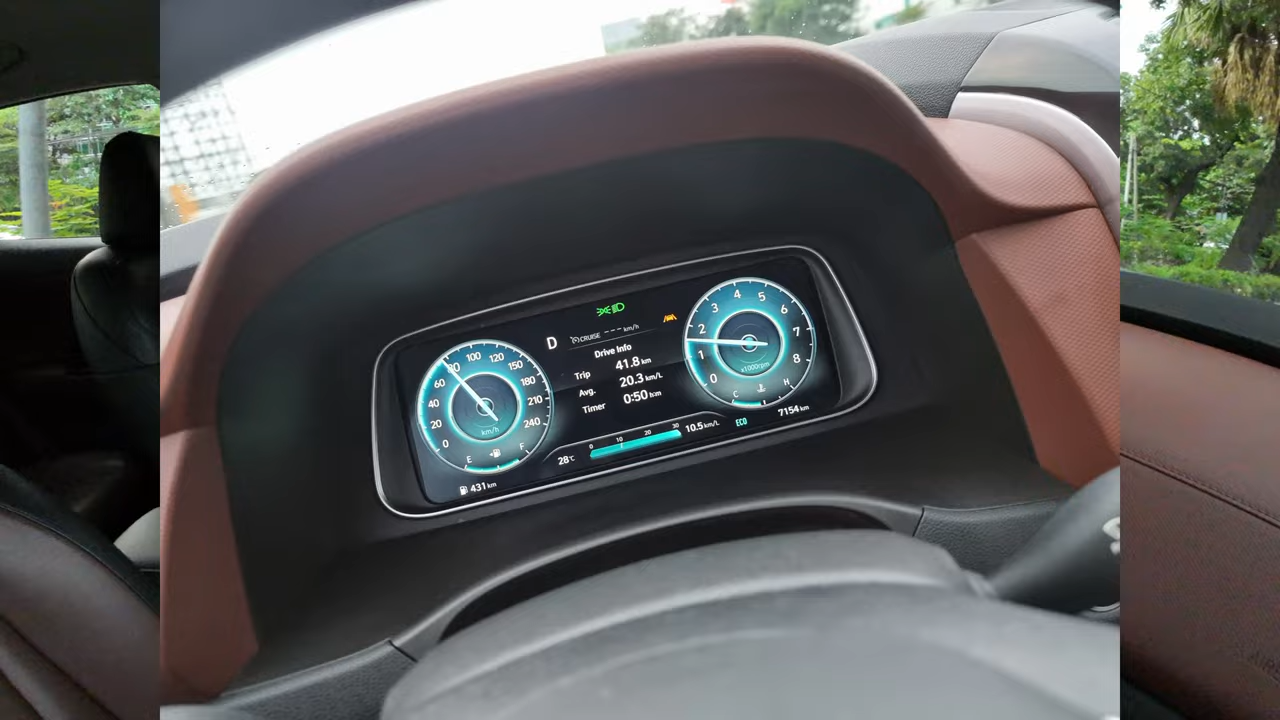 D
CRUISE --- km/h
Drive Info
Trip 41.8 km
Avg. 20.3 km/L
Timer 0:50 h:m
0 10 20 30
28°C
10.5 km/L
ECO
0 20 40 60 80 100 120 150 180 210 240
km/h
E F
431 km
0 1 2 3 4 5 6 7 8
x1000rpm
C H
7154 km